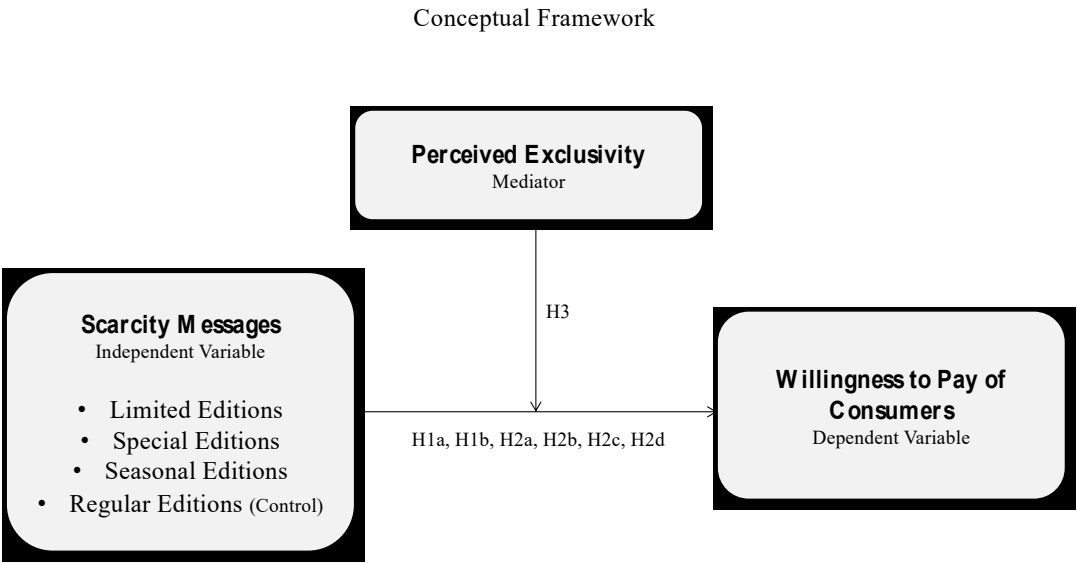 Conceptual Framework
Perceived Exclusivity
Mediator
H3
Scarcity Messages
Independent Variable
• Limited Editions
• Special Editions
• Seasonal Editions
• Regular Editions (Control)
H1a, H1b, H2a, H2b, H2c, H2d
Willingness to Pay of
Consumers
Dependent Variable